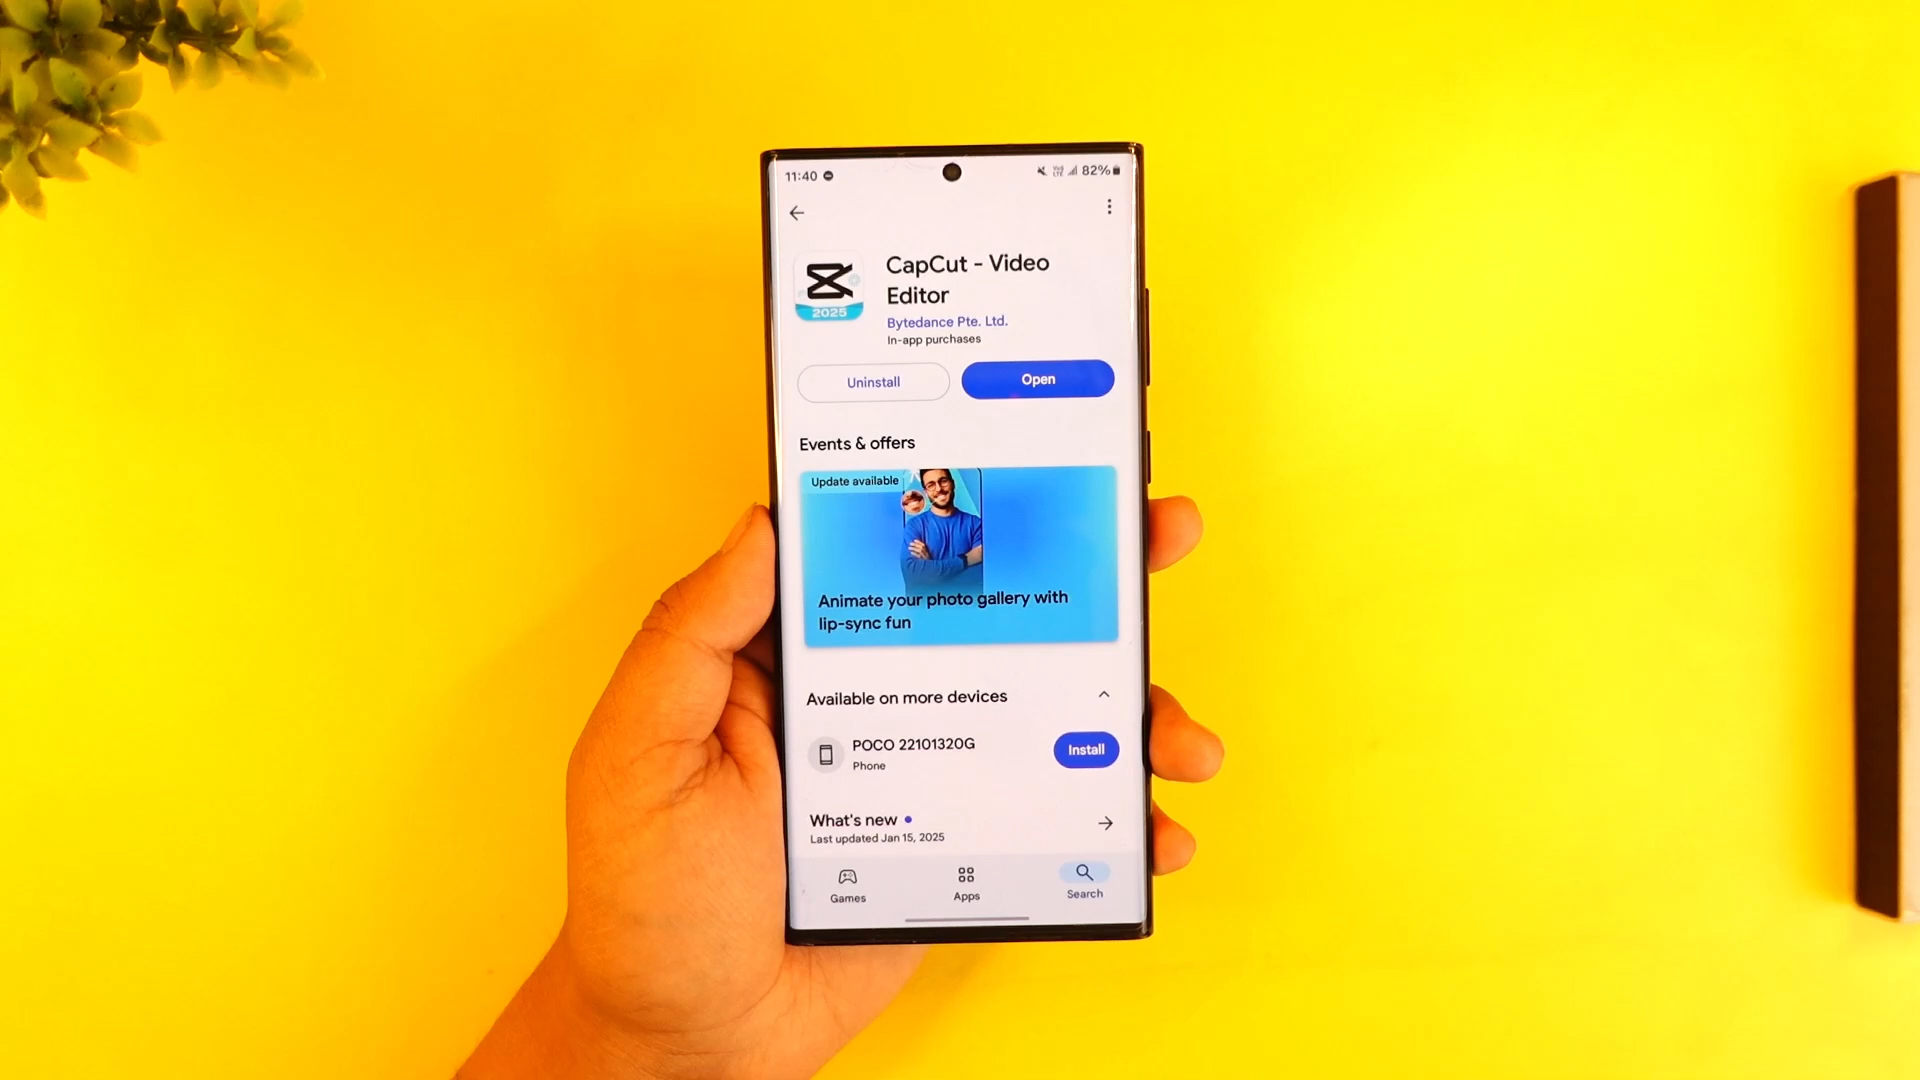 11:40
Vo)) LTE 82%
CapCut - Video
Editor
2025
Bytedance Pte. Ltd.
In-app purchases
Uninstall
Open
Events & offers
Update available
Animate your photo gallery with
lip-sync fun
Available on more devices
POCO 22101320G
Phone
Install
What's new
Last updated Jan 15, 2025
Games
Apps
Search